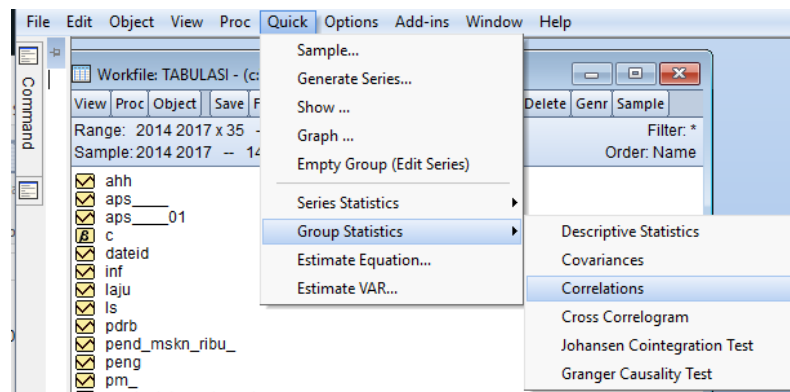 File Edit Object View Proc Quick Options Add-ins Window Help
Command
Workfile: TABULASI - (c:
View Proc Object Save F
Delete Genr Sample
Range: 2014 2017 x 35 -
Filter: *
Sample: 2014 2017 -- 14
Order: Name
ahh
aps____
aps____01
c
dateid
inf
laju
ls
pdrb
pend_mskn_ribu_
peng
pm_
Sample...
Generate Series...
Show ...
Graph ...
Empty Group (Edit Series)
Series Statistics
Group Statistics
Estimate Equation...
Estimate VAR...
Descriptive Statistics
Covariances
Correlations
Cross Correlogram
Johansen Cointegration Test
Granger Causality Test